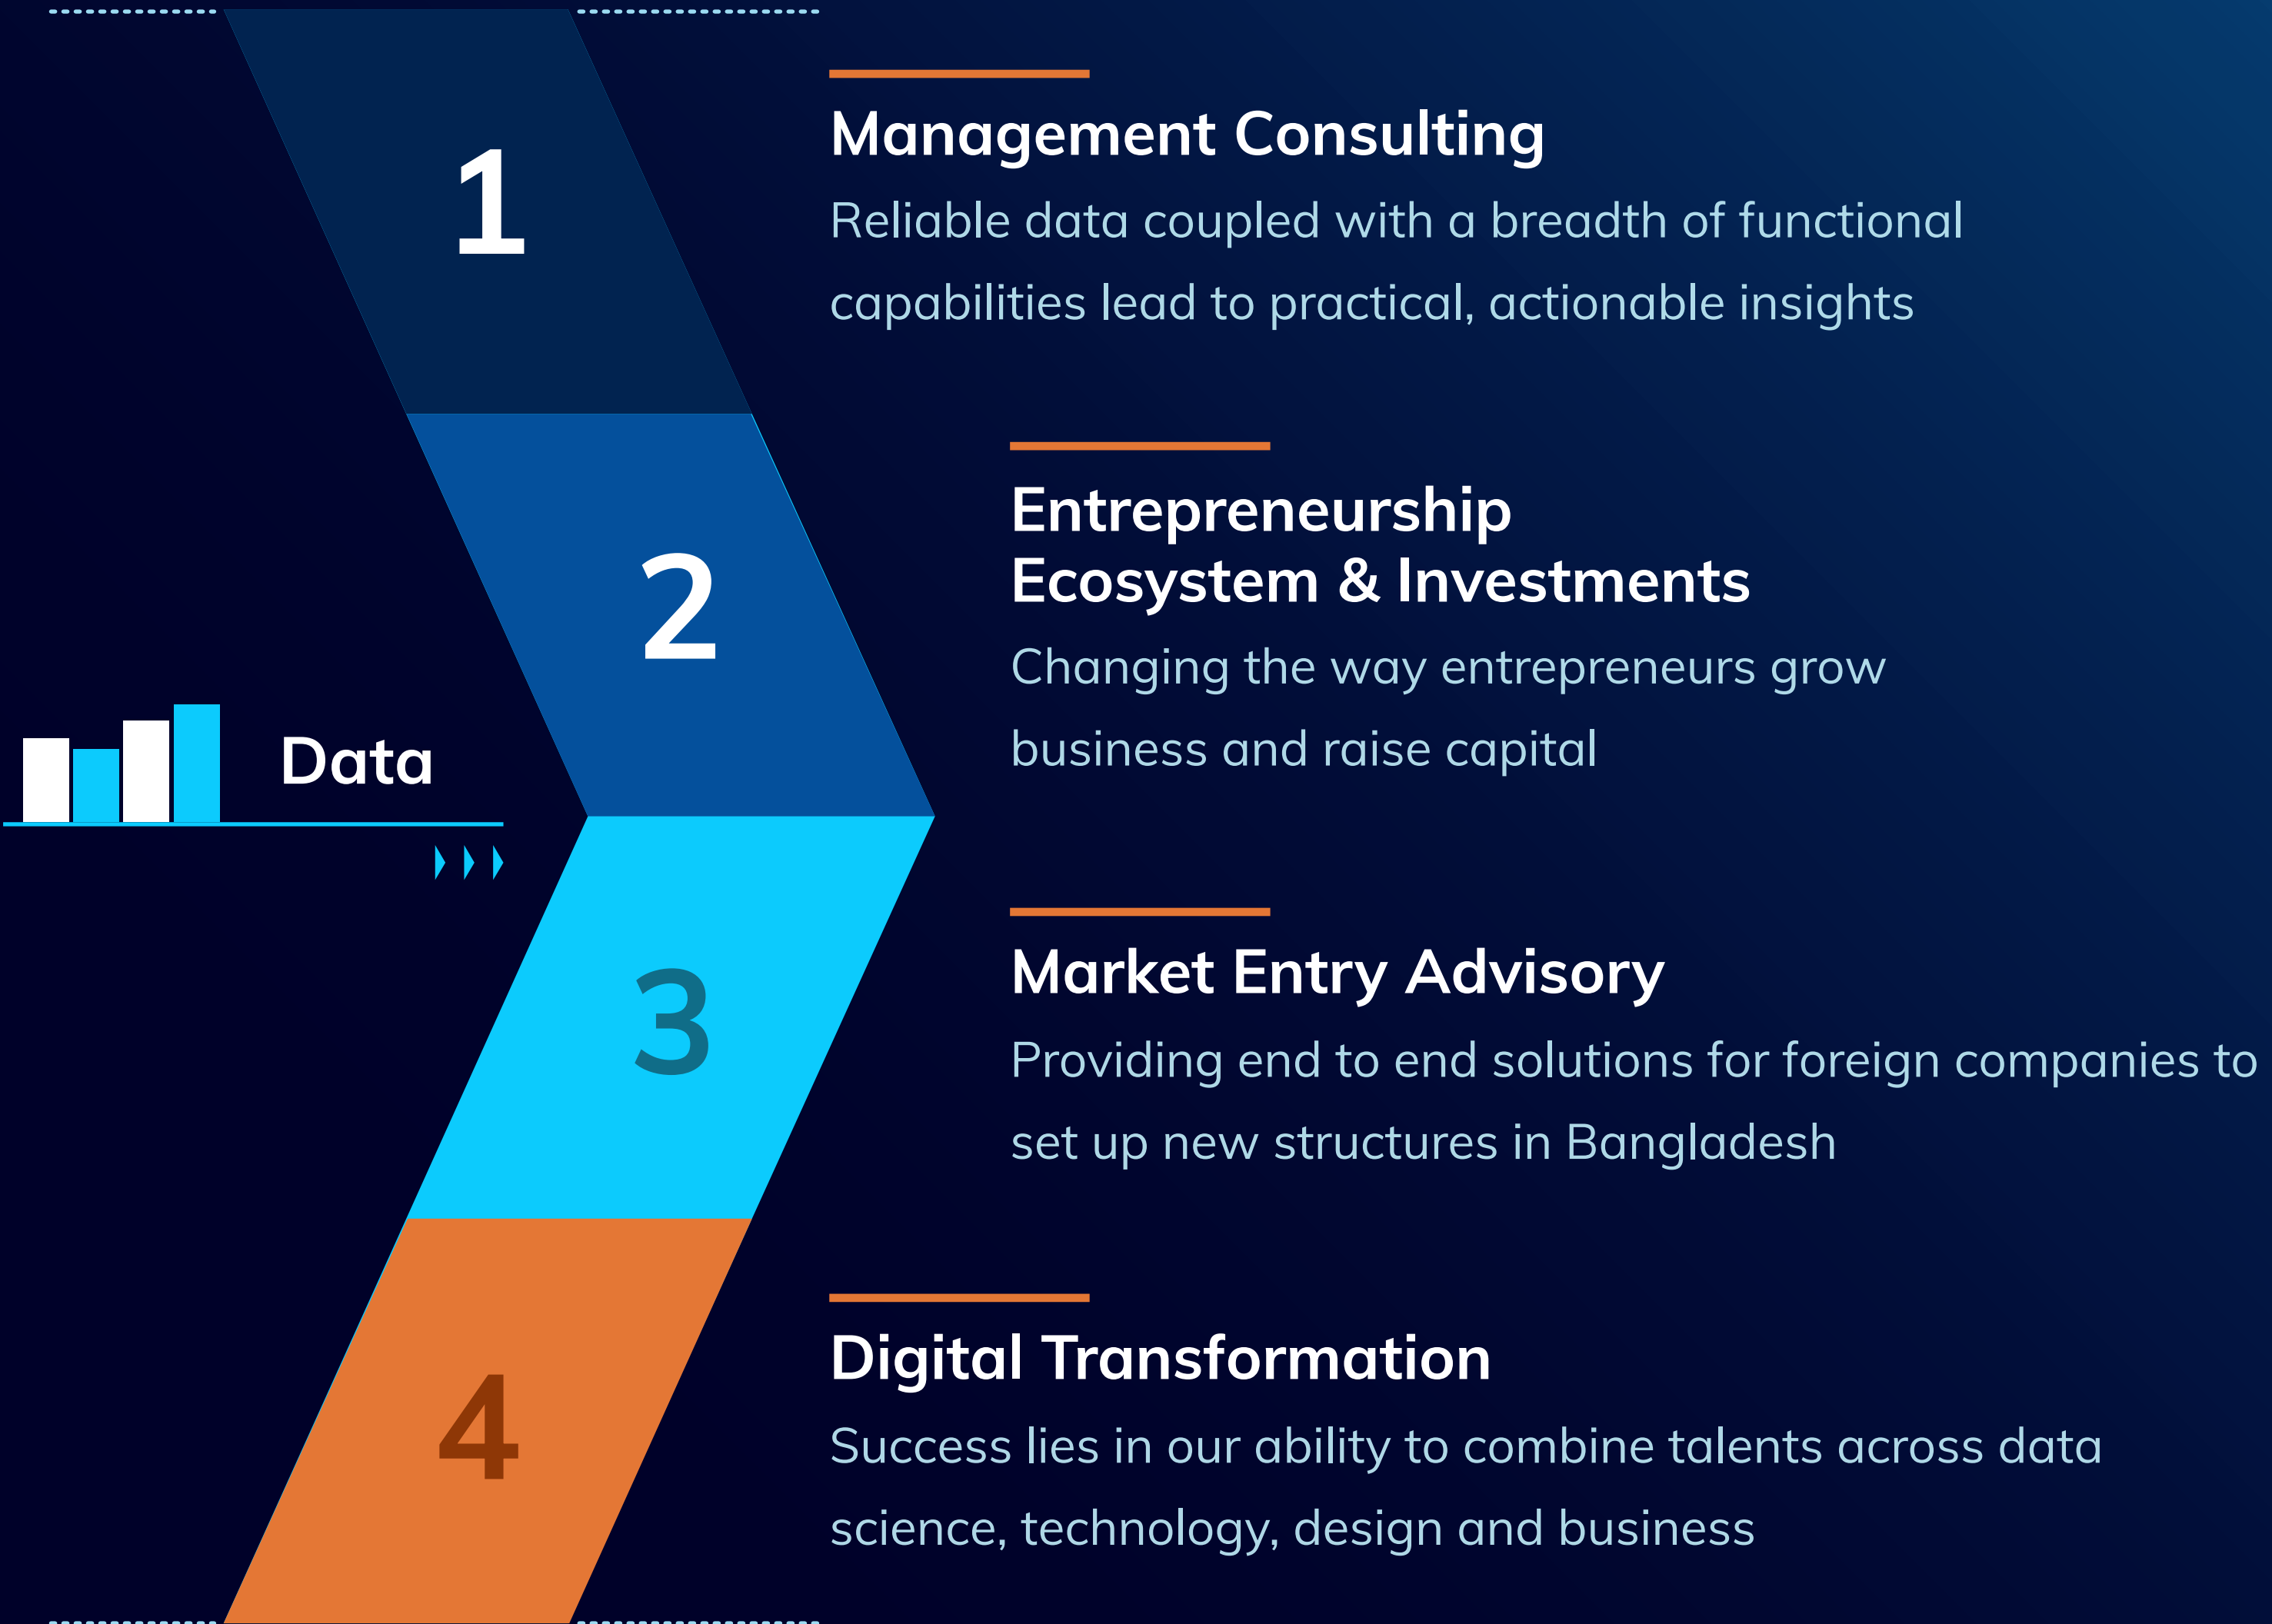 1
Management Consulting
Reliable data coupled with a breadth of functional
capabilities lead to practical, actionable insights
2
Entrepreneurship
Ecosystem & Investments
Changing the way entrepreneurs grow
business and raise capital
Data
3
Market Entry Advisory
Providing end to end solutions for foreign companies to
set up new structures in Bangladesh
4
Digital Transformation
Success lies in our ability to combine talents across data
science, technology, design and business